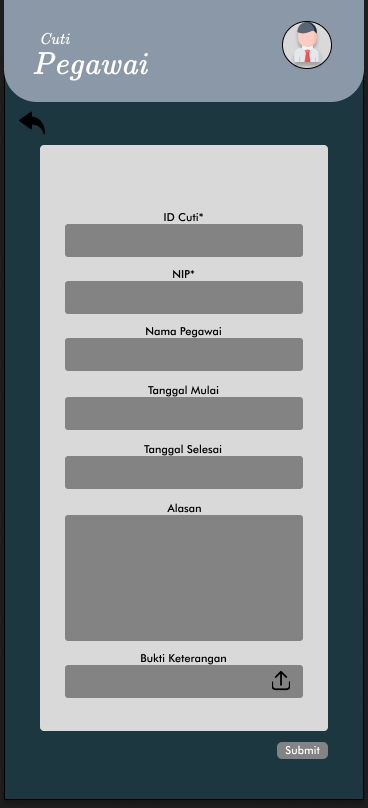 Cuti
Pegawai
ID Cuti*
NIP*
Nama Pegawai
Tanggal Mulai
Tanggal Selesai
Alasan
Bukti Keterangan
Submit